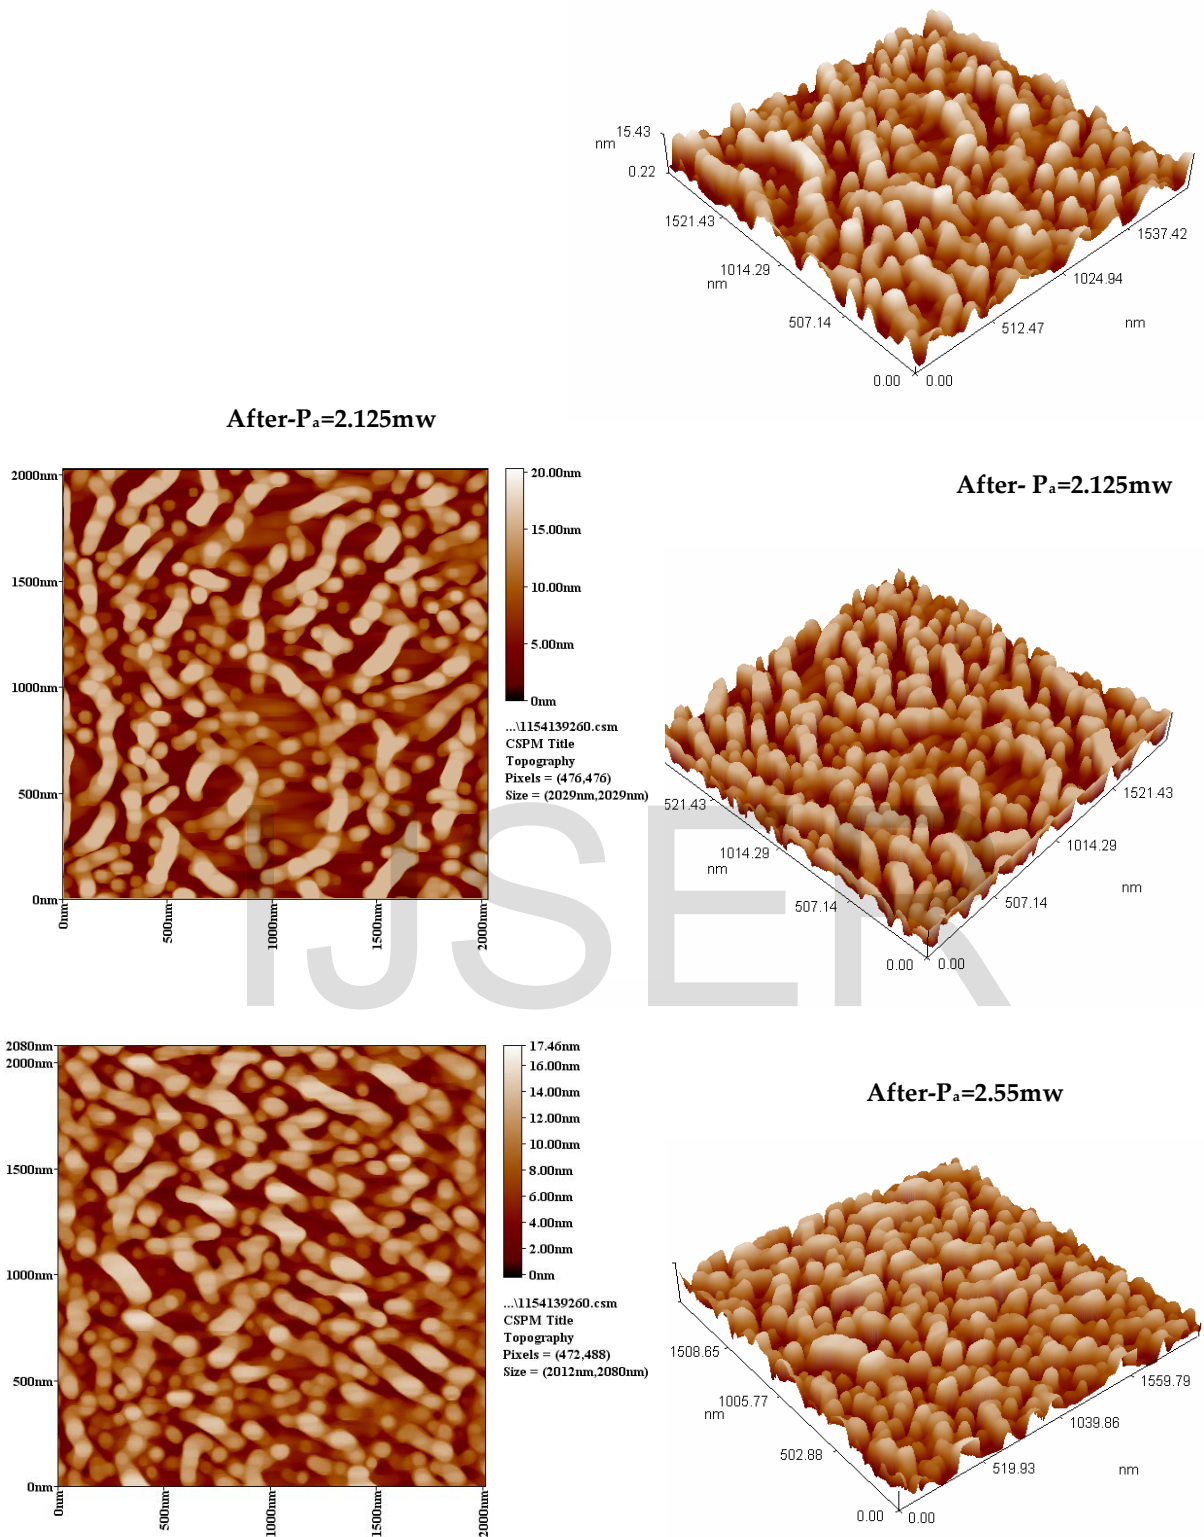 15.43
nm
0.22
1521.43
1014.29
nm
507.14
0.00
0.00
512.47
1024.94
1537.42
nm
After-Pa=2.125mw
2000nm
1500nm
1000nm
500nm
0nm
0nm
500nm
1000nm
1500nm
2000nm
20.00nm
15.00nm
10.00nm
5.00nm
0nm
...\1154139260.csm
CSPM Title
Topography
Pixels = (476,476)
Size = (2029nm,2029nm)
After- Pa=2.125mw
521.43
1014.29
nm
507.14
0.00
0.00
507.14
1014.29
1521.43
nm
IJSER
2080nm
2000nm
1500nm
1000nm
500nm
0nm
0nm
500nm
1000nm
1500nm
2000nm
17.46nm
16.00nm
14.00nm
12.00nm
10.00nm
8.00nm
6.00nm
4.00nm
2.00nm
0nm
...\1154139260.csm
CSPM Title
Topography
Pixels = (472,488)
Size = (2012nm,2080nm)
After-Pa=2.55mw
1508.65
1005.77
nm
502.88
0.00
0.00
519.93
1039.86
1559.79
nm